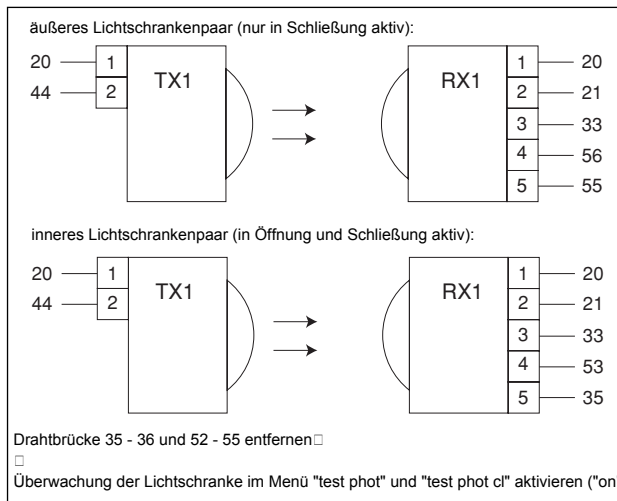 äußeres Lichtschrankenpaar (nur in Schließung aktiv):
20 1 TX1 RX1 1 20
44 2 2 21
3 33
4 56
5 55
inneres Lichtschrankenpaar (in Öffnung und Schließung aktiv):
20 1 TX1 RX1 1 20
44 2 2 21
3 33
4 53
5 35
Drahtbrücke 35 - 36 und 52 - 55 entfernen
Überwachung der Lichtschranke im Menü "test phot" und "test phot cl" aktivieren ("on